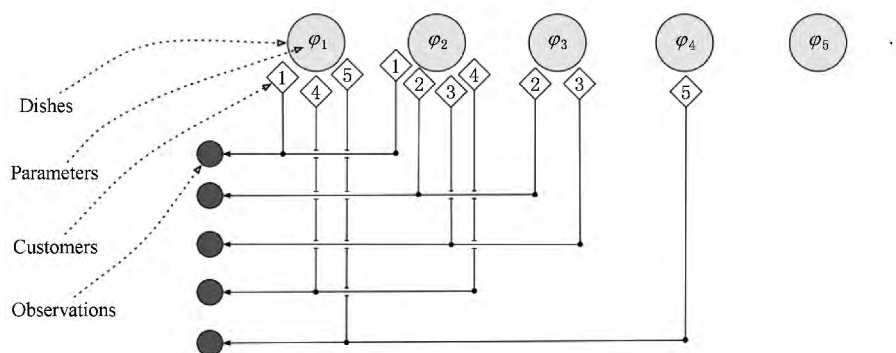 φ1 φ2 φ3 φ4 φ5
1 5 1 4
4 2 3 2 3 5
Dishes
Parameters
Customers
Observations